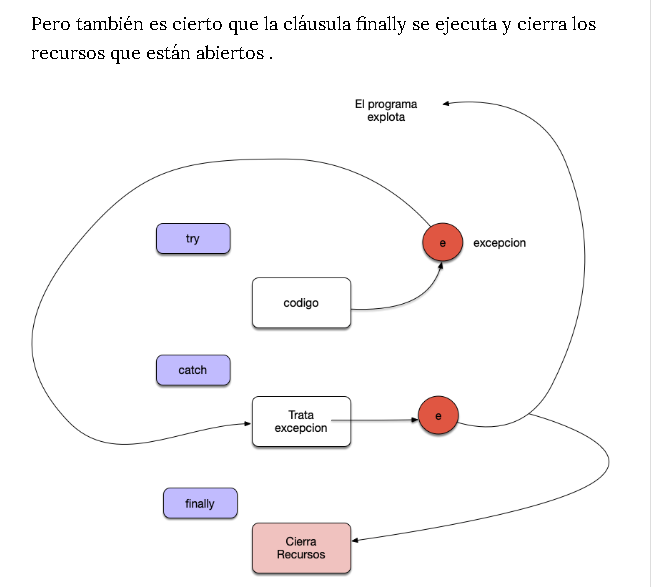 Pero también es cierto que la cláusula finally se ejecuta y cierra los
recursos que están abiertos .
El programa
explota
try
e
excepcion
codigo
catch
Trata
excepcion
e
finally
Cierra
Recursos